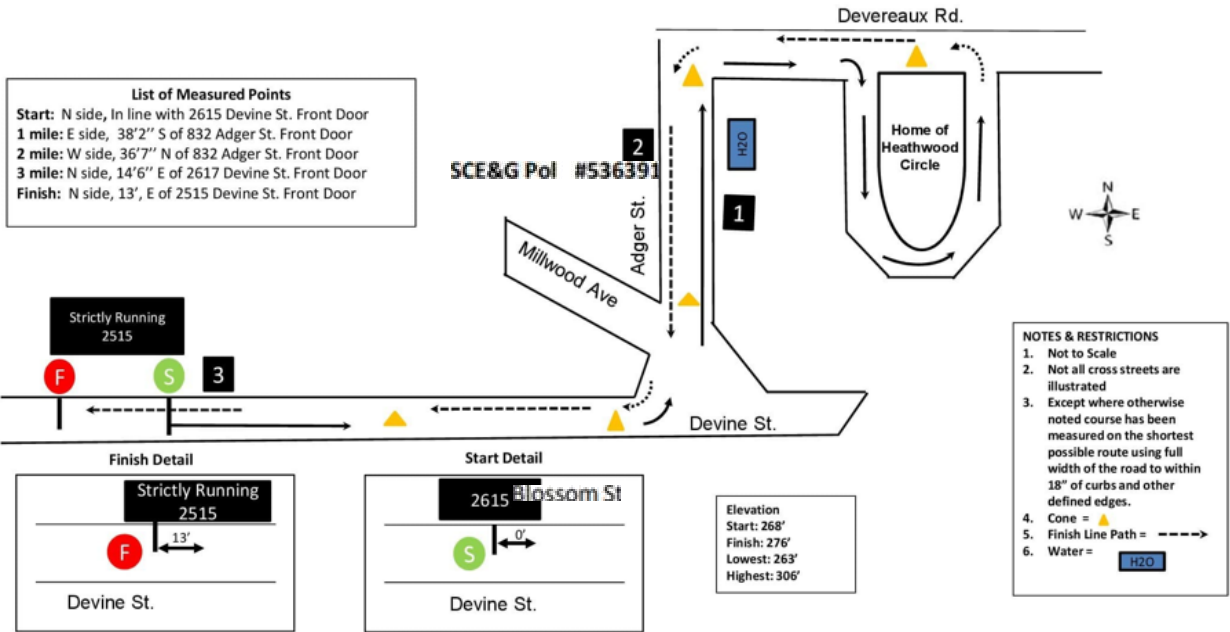 Devereaux Rd.
List of Measured Points
Start: N side, In line with 2615 Devine St. Front Door
1 mile: E side, 38'2'' S of 832 Adger St. Front Door
2 mile: W side, 36'7'' N of 832 Adger St. Front Door
3 mile: N side, 14'6'' E of 2617 Devine St. Front Door
Finish: N side, 13', E of 2515 Devine St. Front Door
Home of
Heathwood
Circle
2
H2O
SCE&G Pol #536391
1
Adger St.
Millwood Ave
N
W E
S
Strictly Running
2515
F
S
3
Devine St.
NOTES & RESTRICTIONS
1. Not to Scale
2. Not all cross streets are
illustrated
3. Except where otherwise
noted course has been
measured on the shortest
possible route using full
width of the road to within
18" of curbs and other
defined edges.
4. Cone =
5. Finish Line Path =
6. Water =
H2O
Finish Detail
Strictly Running
2515
13'
F
Devine St.
Start Detail
2615 Blossom St
0'
S
Devine St.
Elevation
Start: 268'
Finish: 276'
Lowest: 263'
Highest: 306'